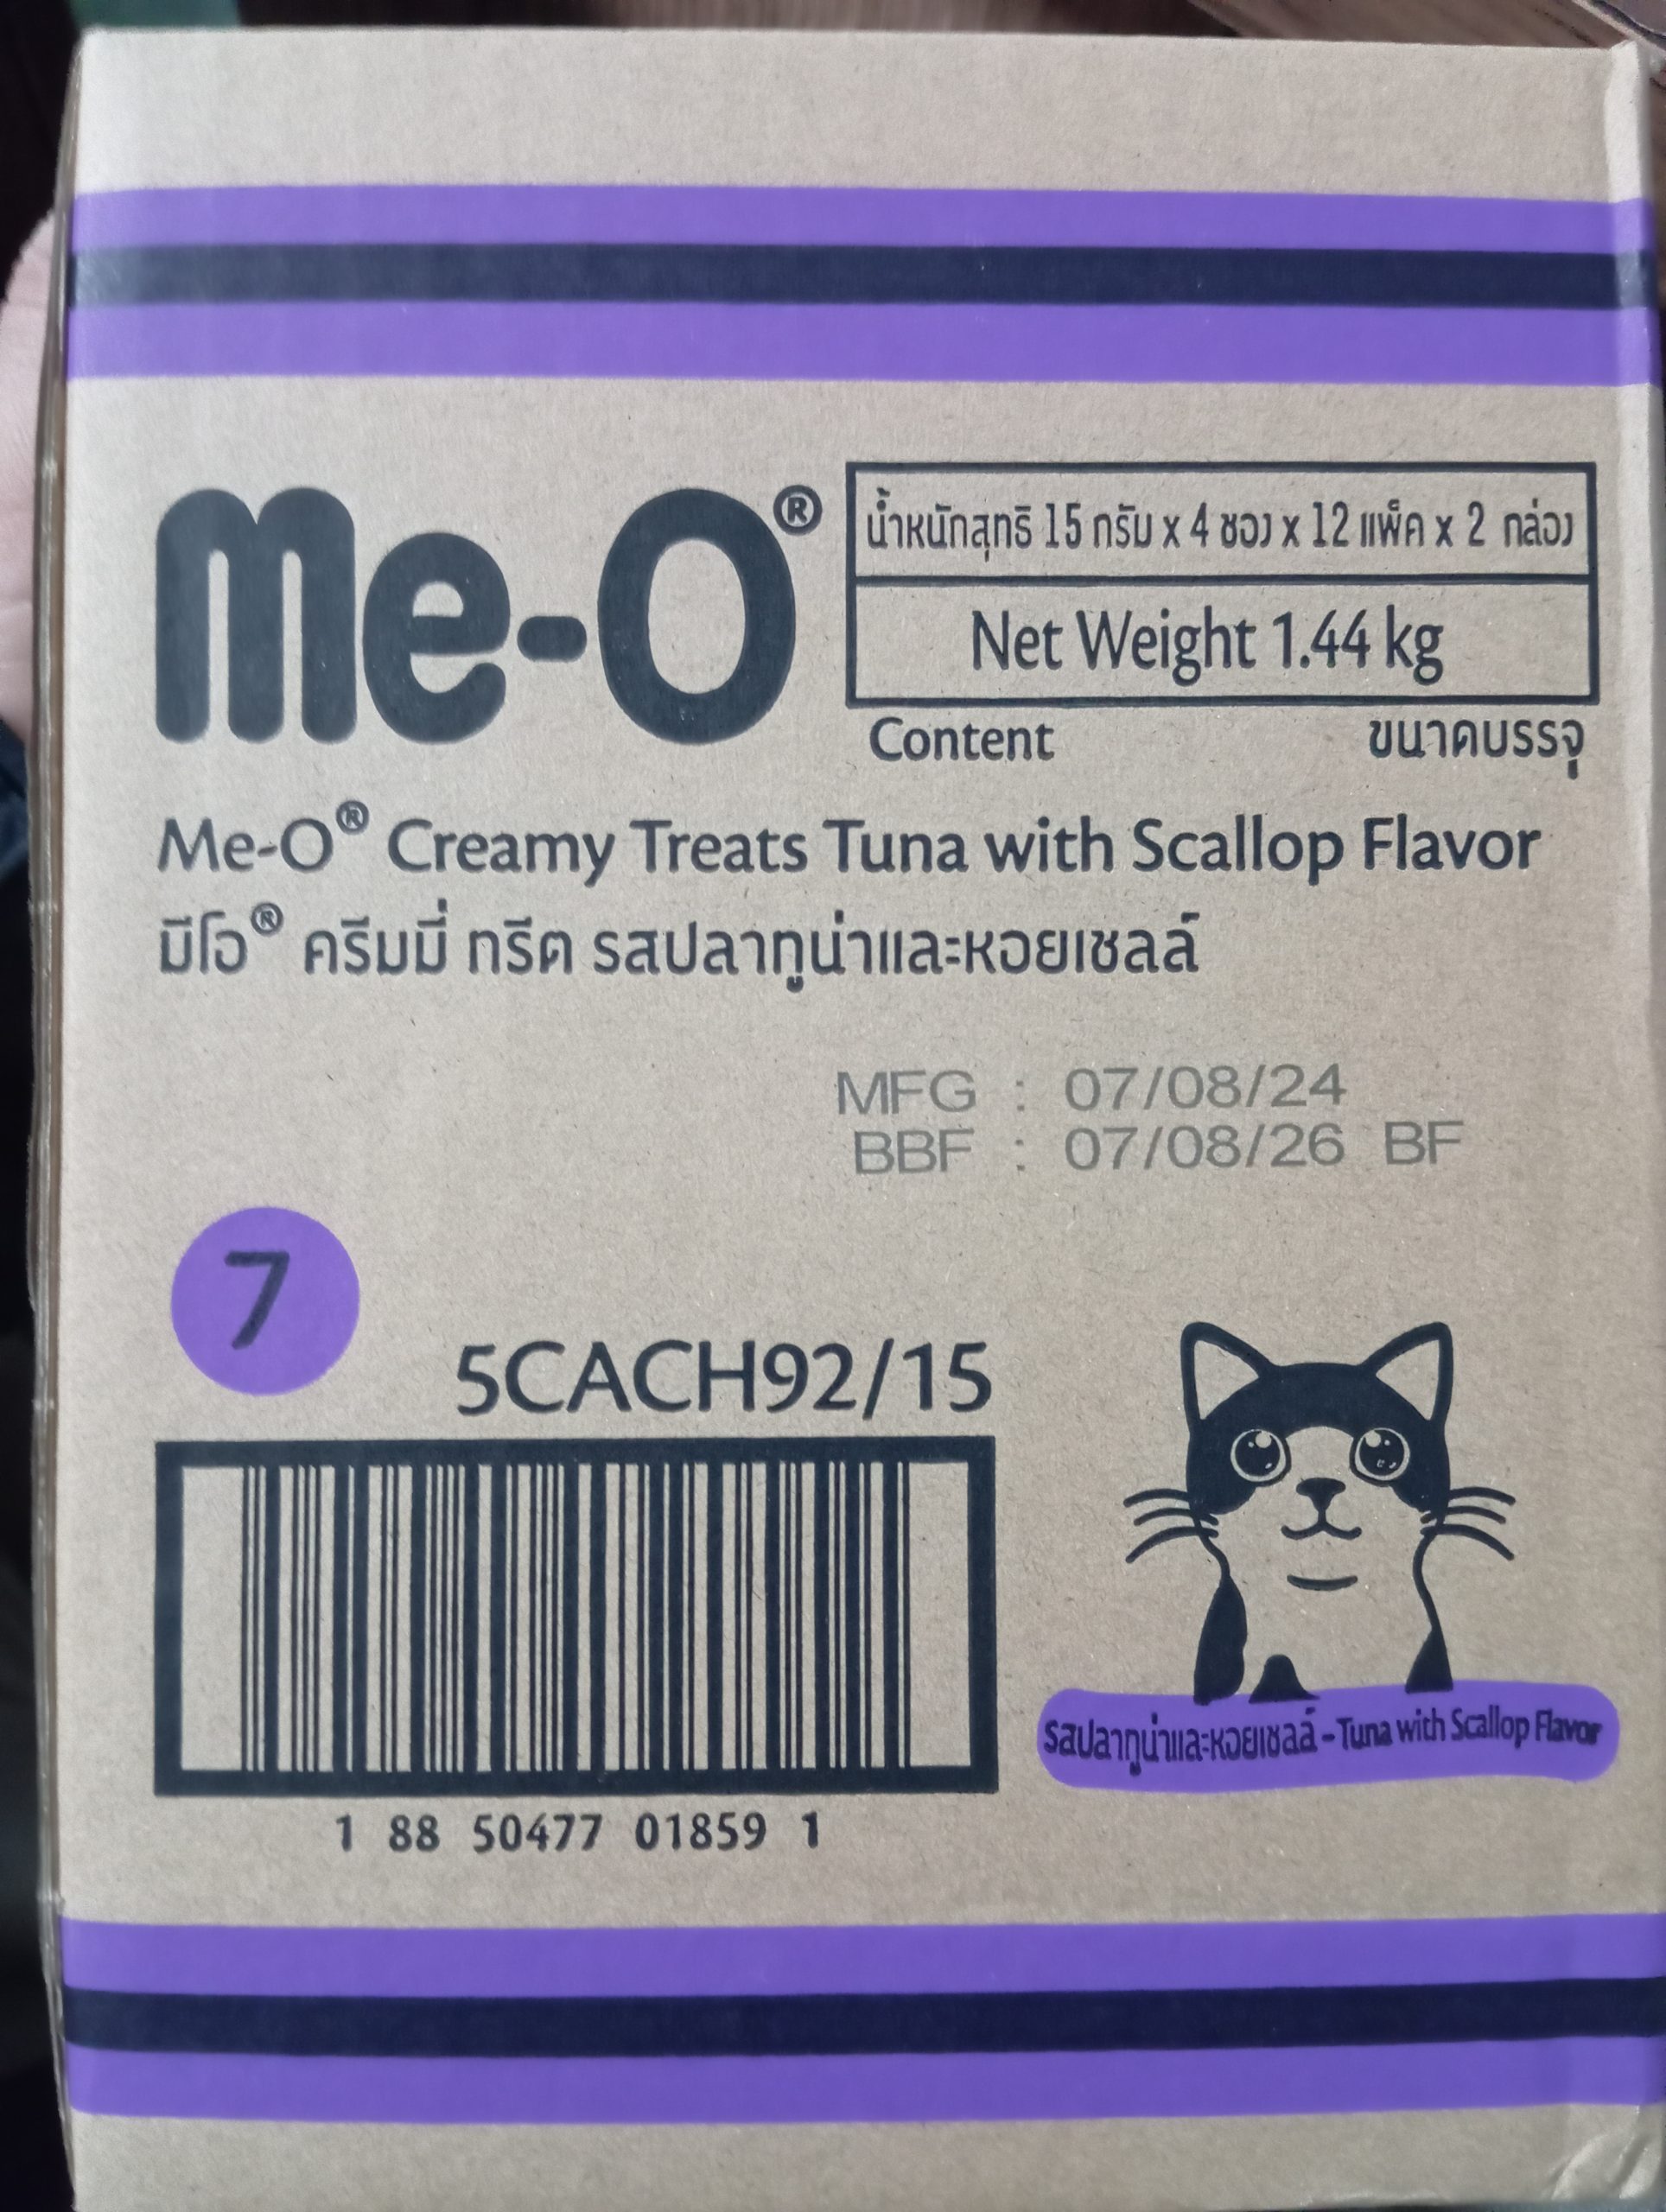 Me-O®
น้ำหนักสุทธิ 15 กรัม x 4 ซอง x 12 แพ็ค x 2 กล่อง
Net Weight 1.44 kg
Content ขนาดบรรจุ
Me-O® Creamy Treats Tuna with Scallop Flavor
มีโอ® ครีมมี่ ทรีต รสปลาทูน่าและหอยเชลล์
MFG : 07/08/24
BBF : 07/08/26 BF
7
5CACH92/15
1 88 50477 01859 1
รสปลาทูน่าและหอยเชลล์ - Tuna with Scallop Flavor